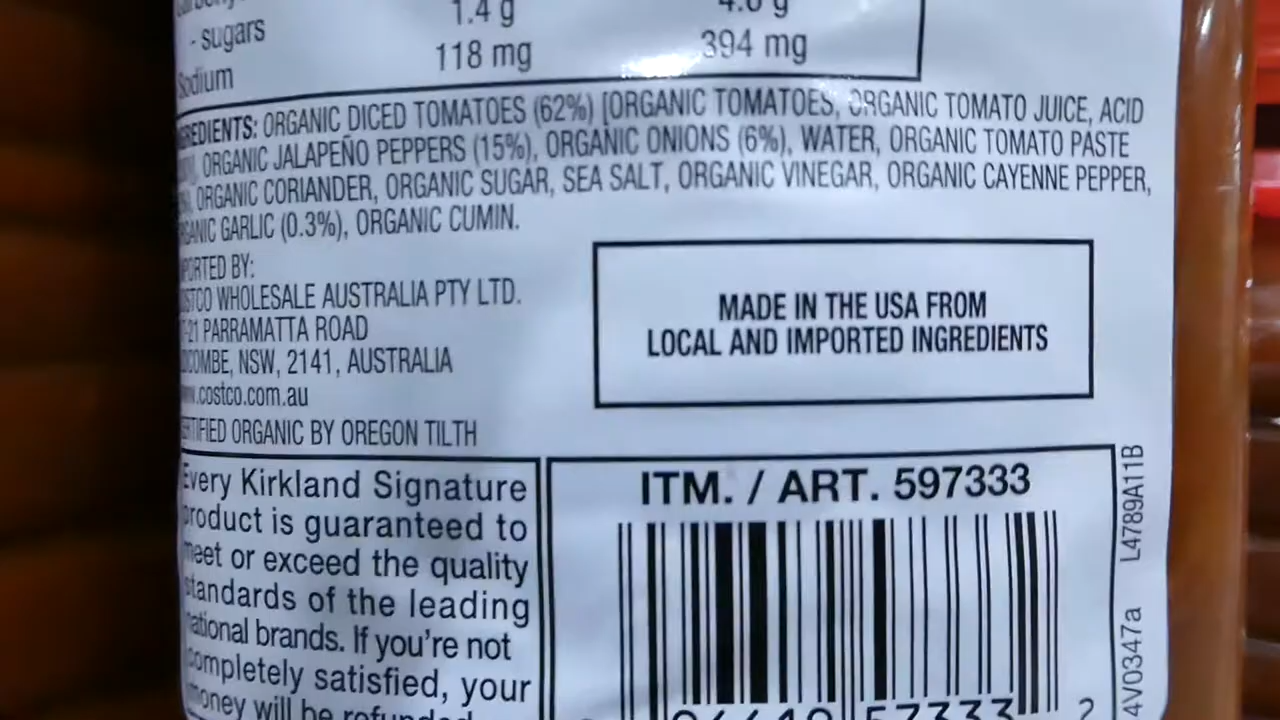 - sugars 1.4 g
Sodium 118 mg 394 mg
INGREDIENTS: ORGANIC DICED TOMATOES (62%) [ORGANIC TOMATOES, ORGANIC TOMATO JUICE, ACID
ORGANIC JALAPEÑO PEPPERS (15%), ORGANIC ONIONS (6%), WATER, ORGANIC TOMATO PASTE
ORGANIC CORIANDER, ORGANIC SUGAR, SEA SALT, ORGANIC VINEGAR, ORGANIC CAYENNE PEPPER,
ORGANIC GARLIC (0.3%), ORGANIC CUMIN.
IMPORTED BY:
COSTCO WHOLESALE AUSTRALIA PTY LTD.
-21 PARRAMATTA ROAD
LIDCOMBE, NSW, 2141, AUSTRALIA
www.costco.com.au
CERTIFIED ORGANIC BY OREGON TILTH
MADE IN THE USA FROM
LOCAL AND IMPORTED INGREDIENTS
Every Kirkland Signature
product is guaranteed to
meet or exceed the quality
standards of the leading
national brands. If you're not
completely satisfied, your
money will be refunded
ITM. / ART. 597333
57333 2
L4789A11B
4V0347a